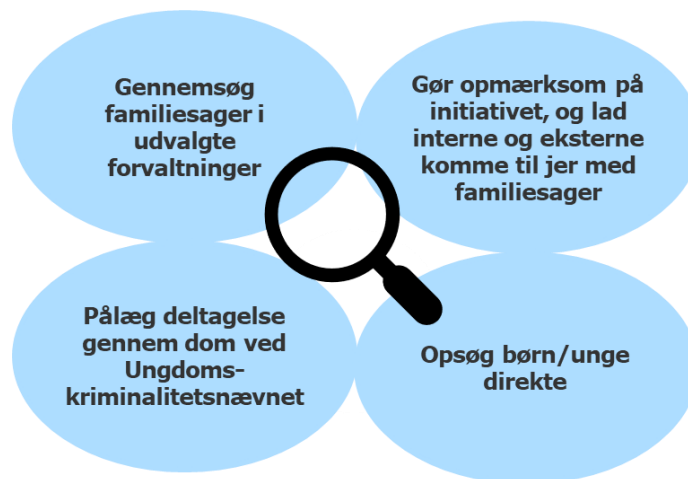 Gennemsøg
familiesager i
udvalgte
forvaltninger
Gør opmærksom på
initiativet, og lad
interne og eksterne
komme til jer med
familiesager
Pålæg deltagelse
gennem dom ved
Ungdoms-
kriminalitetsnævnet
Opsøg børn/unge
direkte